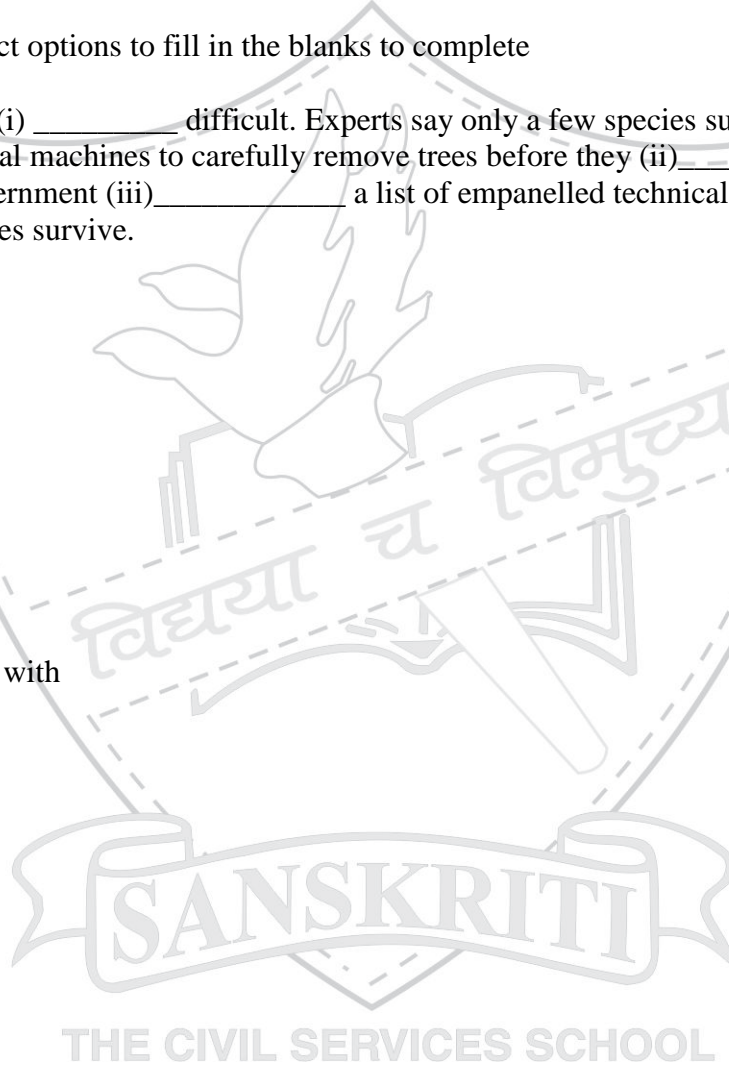 ct options to fill in the blanks to complete
(i) _________ difficult. Experts say only a few species su
al machines to carefully remove trees before they (ii)___
ernment (iii)____________ a list of empanelled technical
es survive.
विद्यया च विमुच्य
with
SANSKRITI
THE CIVIL SERVICES SCHOOL